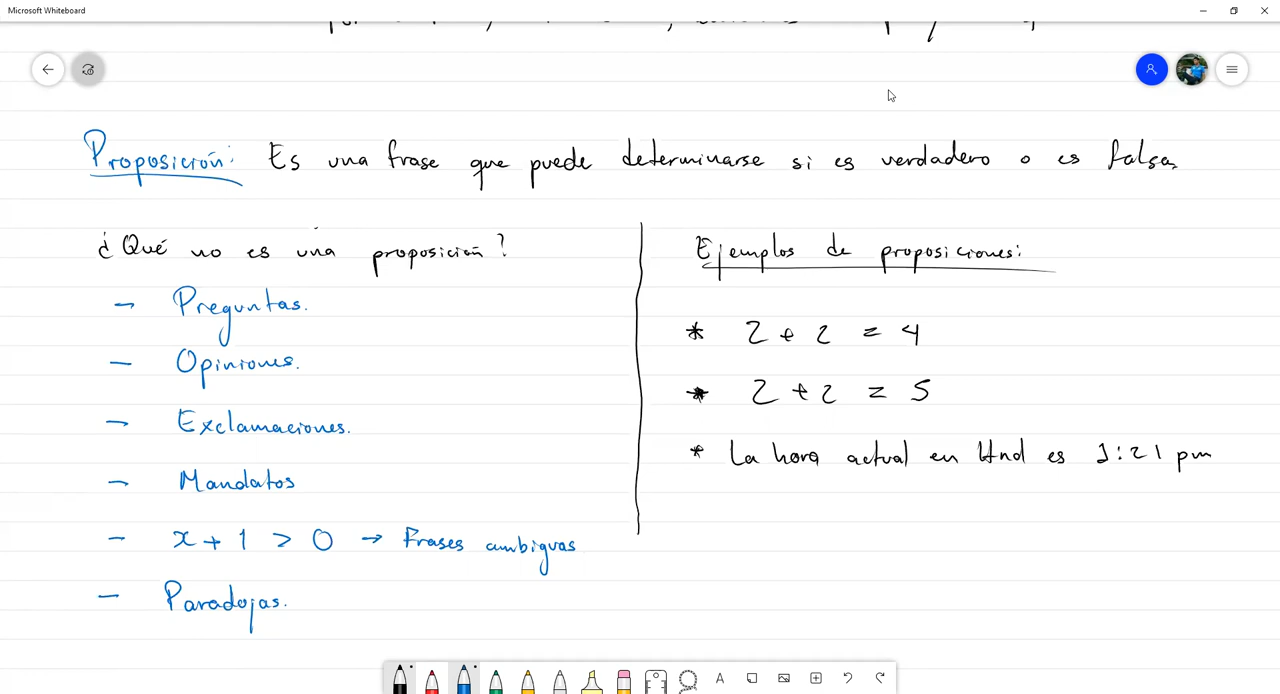 Microsoft Whiteboard
Proposición: Es una frase que puede determinarse si es verdadero o es falsa
¿Qué no es una proposición?
- Preguntas.
- Opiniones.
- Exclamaciones.
- Mandatos
- x + 1 > 0 → Frases ambiguas
- Paradojas.
Ejemplos de proposiciones:
* 2 + 2 = 4
* 2 + 2 = 5
* La hora actual en Hnd es 1:21 pm
A